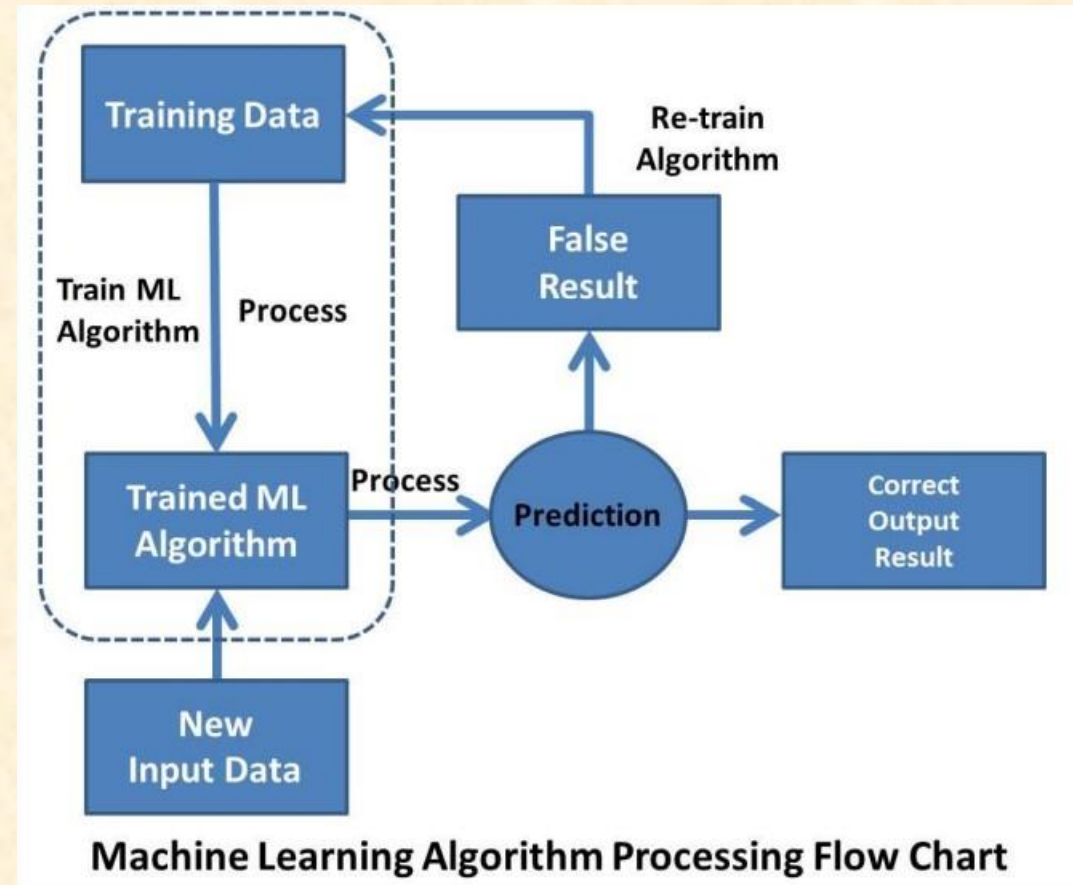 Training Data
Re-train
Algorithm
False
Result
Train ML
Algorithm
Process
Trained ML
Algorithm
Process
Prediction
Correct
Output
Result
New
Input Data
Machine Learning Algorithm Processing Flow Chart